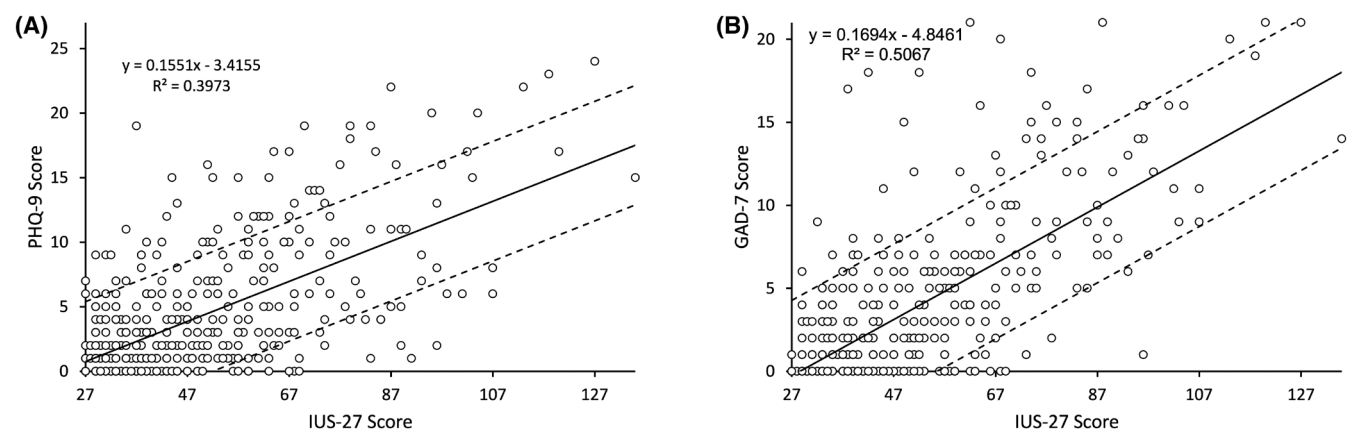 (A)
y = 0.1551x - 3.4155
R² = 0.3973
PHQ-9 Score
25
20
15
10
5
0
27 47 67 87 107 127
IUS-27 Score
(B)
y = 0.1694x - 4.8461
R² = 0.5067
GAD-7 Score
20
15
10
5
0
27 47 67 87 107 127
IUS-27 Score